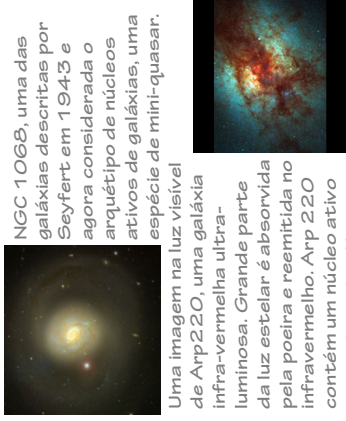 NGC 1068, uma das
galáxias descritas por
Seyfert em 1943 e
agora considerada o
arquétipo de núcleos
ativos de galáxias, uma
espécie de mini-quasar.
Uma imagem na luz visível
de Arp220, uma galáxia
infra-vermelha ultra-
luminosa. Grande parte
da luz estelar é absorvida
pela poeira e reemitida no
infravermelho. Arp 220
contém um núcleo ativo